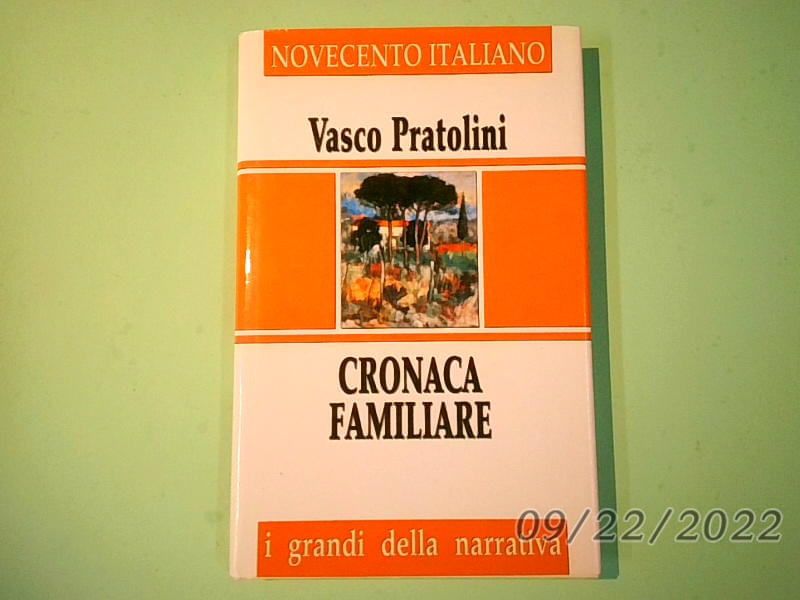 NOVECENTO ITALIANO
Vasco Pratolini
CRONACA
FAMILIARE
i grandi della narrativa
09/22/2022